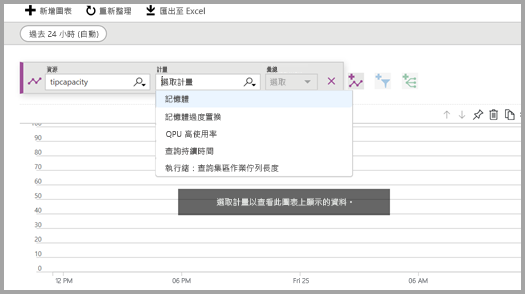 新增圖表 重新整理 匯出至 Excel
過去 24 小時 (自動)
資源 計量 彙總
tipcapacity 選取計量 選取
記憶體
記憶體過度置換
QPU 高使用率
查詢持續時間
執行緒：查詢集區作業佇列長度
100
90
80
70
60
選取計量以查看此圖表上顯示的資料。
50
40
30
20
10
0
12 PM 06 PM Fri 25 06 AM